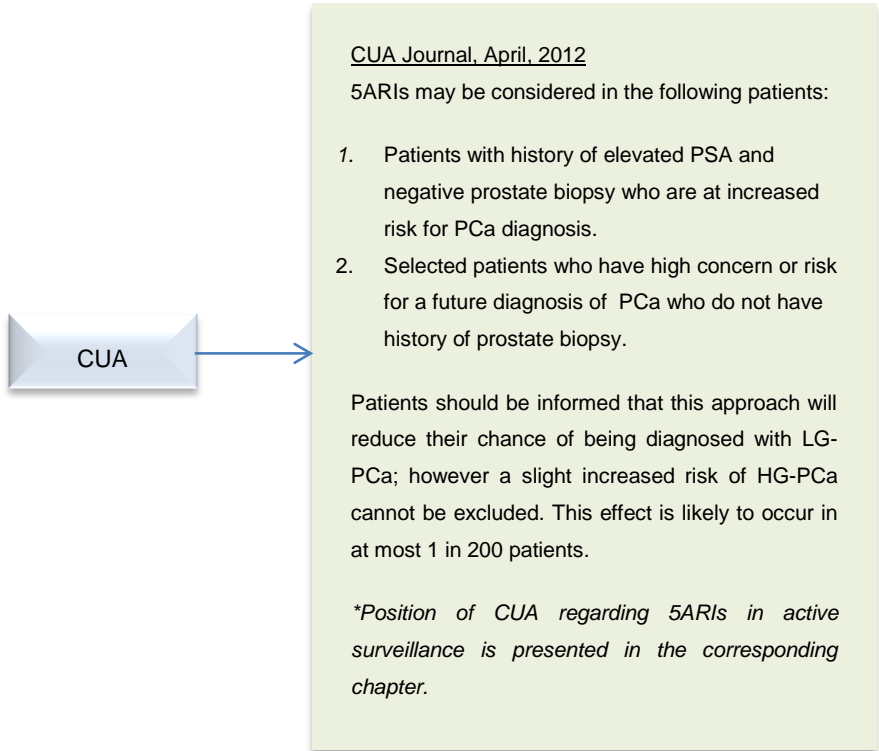 CUA
CUA Journal, April, 2012
5ARIs may be considered in the following patients:
1. Patients with history of elevated PSA and
negative prostate biopsy who are at increased
risk for PCa diagnosis.
2. Selected patients who have high concern or risk
for a future diagnosis of PCa who do not have
history of prostate biopsy.
Patients should be informed that this approach will
reduce their chance of being diagnosed with LG-
PCa; however a slight increased risk of HG-PCa
cannot be excluded. This effect is likely to occur in
at most 1 in 200 patients.
*Position of CUA regarding 5ARIs in active
surveillance is presented in the corresponding
chapter.